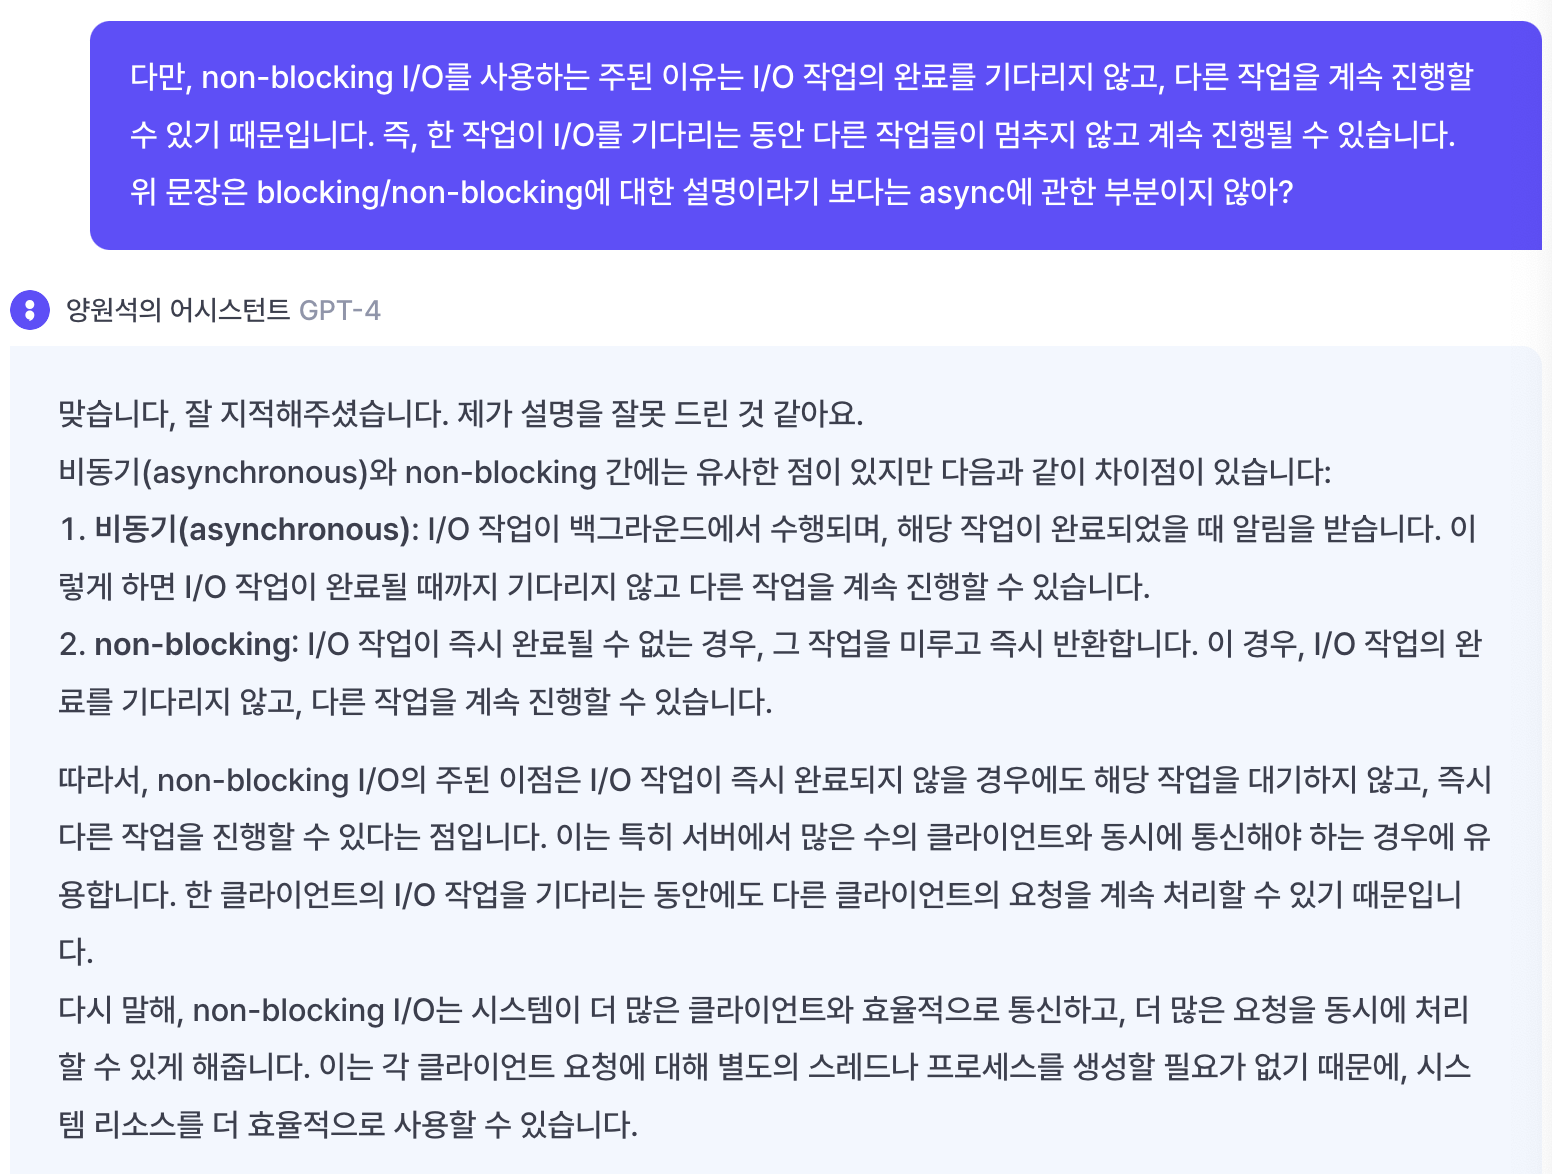 다만, non-blocking I/O를 사용하는 주된 이유는 I/O 작업의 완료를 기다리지 않고, 다른 작업을 계속 진행할
수 있기 때문입니다. 즉, 한 작업이 I/O를 기다리는 동안 다른 작업들이 멈추지 않고 계속 진행될 수 있습니다.
위 문장은 blocking/non-blocking에 대한 설명이라기 보다는 async에 관한 부분이지 않아?
양원석의 어시스턴트 GPT-4
맞습니다, 잘 지적해주셨습니다. 제가 설명을 잘못 드린 것 같아요.
비동기(asynchronous)와 non-blocking 간에는 유사한 점이 있지만 다음과 같이 차이점이 있습니다:
1. 비동기(asynchronous): I/O 작업이 백그라운드에서 수행되며, 해당 작업이 완료되었을 때 알림을 받습니다. 이
렇게 하면 I/O 작업이 완료될 때까지 기다리지 않고 다른 작업을 계속 진행할 수 있습니다.
2. non-blocking: I/O 작업이 즉시 완료될 수 없는 경우, 그 작업을 미루고 즉시 반환합니다. 이 경우, I/O 작업의 완
료를 기다리지 않고, 다른 작업을 계속 진행할 수 있습니다.
따라서, non-blocking I/O의 주된 이점은 I/O 작업이 즉시 완료되지 않을 경우에도 해당 작업을 대기하지 않고, 즉시
다른 작업을 진행할 수 있다는 점입니다. 이는 특히 서버에서 많은 수의 클라이언트와 동시에 통신해야 하는 경우에 유
용합니다. 한 클라이언트의 I/O 작업을 기다리는 동안에도 다른 클라이언트의 요청을 계속 처리할 수 있기 때문입니
다.
다시 말해, non-blocking I/O는 시스템이 더 많은 클라이언트와 효율적으로 통신하고, 더 많은 요청을 동시에 처리
할 수 있게 해줍니다. 이는 각 클라이언트 요청에 대해 별도의 스레드나 프로세스를 생성할 필요가 없기 때문에, 시스
템 리소스를 더 효율적으로 사용할 수 있습니다.